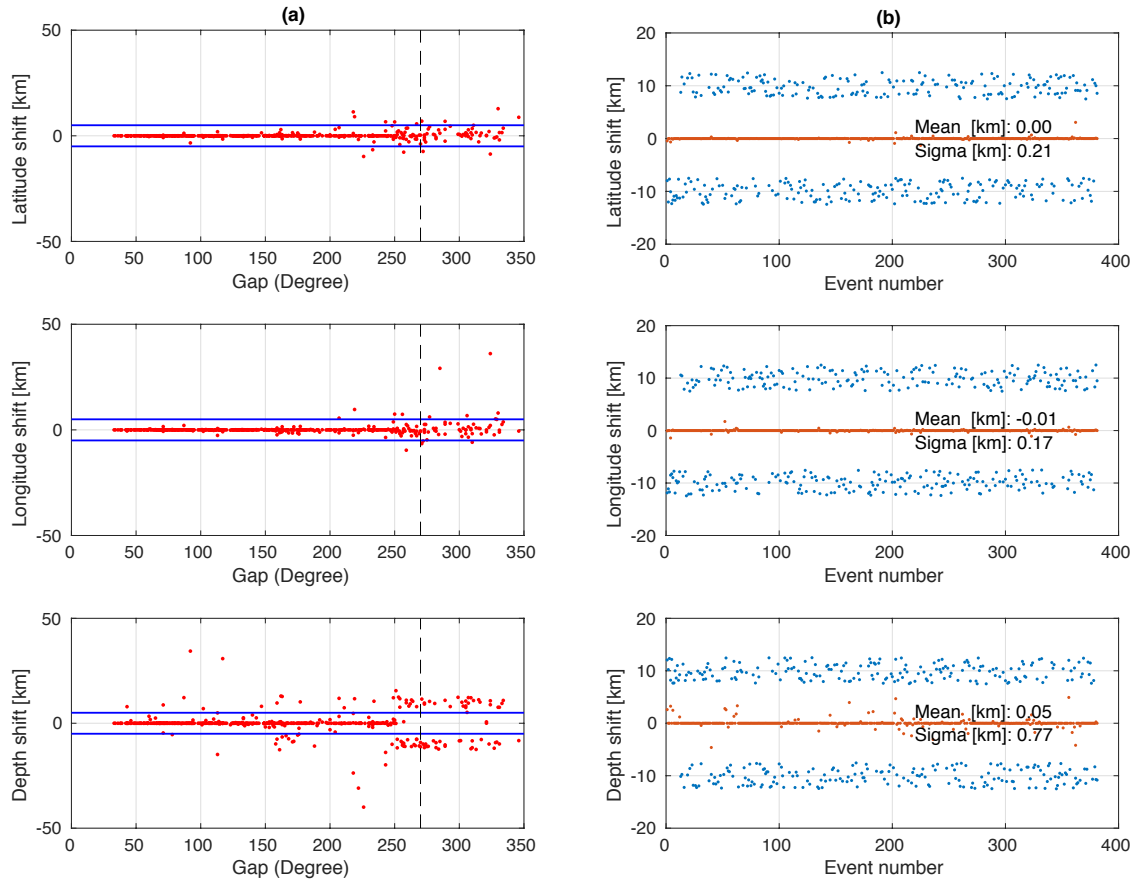 (a)
50
0
-50
Latitude shift [km]
0 50 100 150 200 250 300 350
Gap (Degree)
(b)
20
10
0
-10
-20
Latitude shift [km]
Mean [km]: 0.00
Sigma [km]: 0.21
0 100 200 300 400
Event number
50
0
-50
Longitude shift [km]
0 50 100 150 200 250 300 350
Gap (Degree)
20
10
0
-10
-20
Longitude shift [km]
Mean [km]: -0.01
Sigma [km]: 0.17
0 100 200 300 400
Event number
50
0
-50
Depth shift [km]
0 50 100 150 200 250 300 350
Gap (Degree)
20
10
0
-10
-20
Depth shift [km]
Mean [km]: 0.05
Sigma [km]: 0.77
0 100 200 300 400
Event number